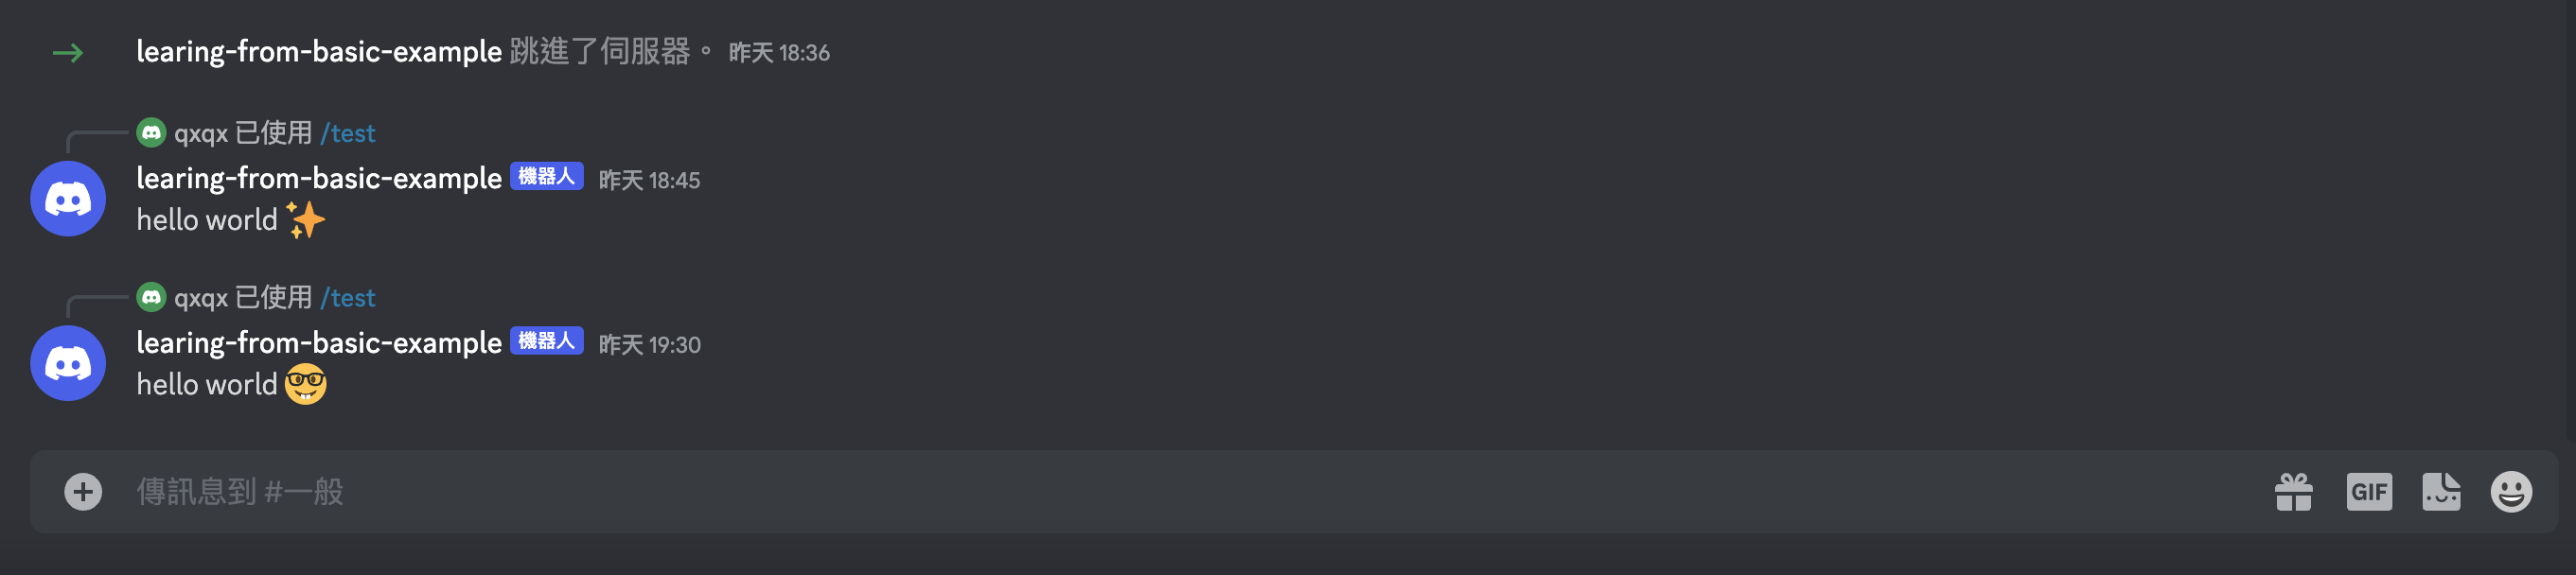 learing-from-basic-example 跳進了伺服器。 昨天 18:36
qxqx 已使用 /test
learing-from-basic-example 機器人 昨天 18:45
hello world ✨
qxqx 已使用 /test
learing-from-basic-example 機器人 昨天 19:30
hello world 🤓
傳訊息到 #一般
GIF